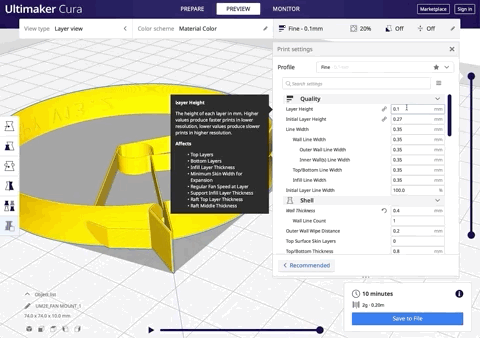 Ultimaker Cura
PREPARE
PREVIEW
MONITOR
Marketplace
Sign in
View type
Layer view
Color scheme
Material Color
Fine - 0.1mm
20%
Off
Off
Print settings
Profile
Fine
Search settings
Quality
Layer Height
0.1
mm
Initial Layer Height
0.27
mm
Line Width
0.35
mm
Wall Line Width
0.35
mm
Outer Wall Line Width
0.35
mm
Inner Wall(s) Line Width
0.35
mm
Top/Bottom Line Width
0.35
mm
Infill Line Width
0.35
mm
Initial Layer Line Width
100.0
%
Shell
Wall Thickness
0.4
mm
Wall Line Count
1
Outer Wall Wipe Distance
0.2
mm
Top Surface Skin Layers
0
Top/Bottom Thickness
0.8
mm
Recommended
Layer Height
The height of each layer in mm. Higher
values produce faster prints in lower
resolution, lower values produce slower
prints in higher resolution.
Affects
• Top Layers
• Bottom Layers
• Infill Layer Thickness
• Minimum Skin Width for
Expansion
• Regular Fan Speed at Layer
• Support Infill Layer Thickness
• Raft Top Layer Thickness
• Raft Middle Thickness
Object list
74.0 x 74.0 x 10.0 mm
10 minutes
2g · 0.20m
Save to File